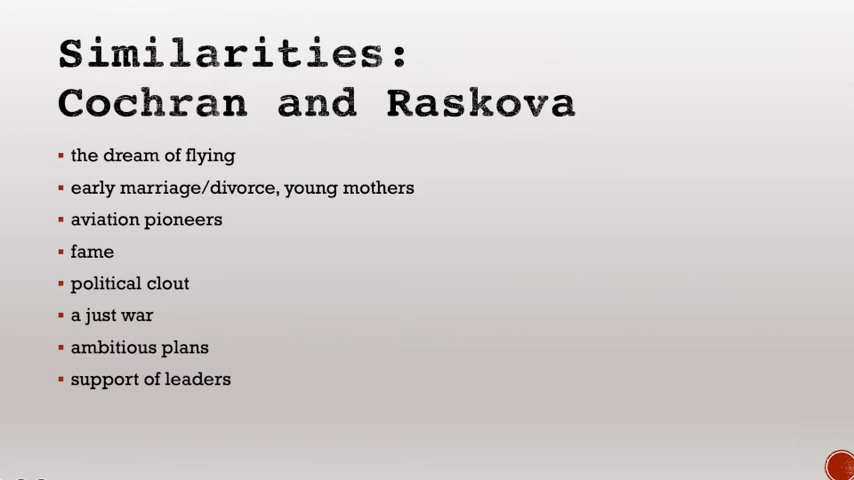 Similarities:
Cochran and Raskova
the dream of flying
early marriage/divorce, young mothers
aviation pioneers
fame
political clout
a just war
ambitious plans
support of leaders